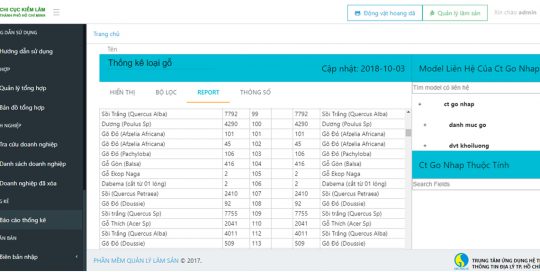 CHI CỤC KIỂM LÂM
THÀNH PHỐ HỒ CHÍ MINH
Động vật hoang dã
Quản lý lâm sản
Xin chào admin
G DẪN SỬ DỤNG
Hướng dẫn sử dụng
HỢP
Quản lý tổng hợp
Bản đồ tổng hợp
H NGHIỆP
Tra cứu doanh nghiệp
Danh sách doanh nghiệp
Doanh nghiệp đã xóa
G KÊ
Báo cáo thống kê
ĂN BẢN
Biên bản nhập
Trang chủ
Tên
Thống kê loại gỗ
Cập nhật: 2018-10-03
HIỂN THỊ BỘ LỌC REPORT THÔNG SỐ
Sồi Trắng (Quercus Alba) 7792 99 7792 Sồi Trắng (Quercus Alba)
Dương (Poulus Sp) 4290 100 4290 Dương (Poulus Sp)
Gõ Đỏ (Afzelia Africana) 101 101 101 Gõ Đỏ (Afzelia Africana)
Gõ Đỏ (Afzelia Africana) 45 102 45 Gõ Đỏ (Afzelia Africana)
Gõ Đỏ (Pachyloba) 106 103 106 Gõ Đỏ (Pachyloba)
Gỗ Gòn (Balsa) 416 104 416 Gỗ Gòn (Balsa)
Gỗ Ekop Naga 2 105 2 Gỗ Ekop Naga
Dabema (cắt từ 01 lóng) 2 106 2 Dabema (cắt từ 01 lóng)
Sồi (Quercus Petraea) 2410 107 2410 Sồi (Quercus Petraea)
Gõ Đỏ (Doussie) 92 108 92 Gõ Đỏ (Doussie)
Sồi trắng (Quercus Sp) 7755 109 7755 Sồi trắng (Quercus Sp)
Gỗ Thích (Acer Sp) 2041 110 2041 Gỗ Thích (Acer Sp)
Sồi Trắng (Quercus Alba) 4011 112 4011 Sồi Trắng (Quercus Alba)
Gõ Đỏ (Doussie) 509 113 509 Gõ Đỏ (Doussie)
Model Liên Hệ Của Ct Go Nhap
Tìm model có liên hệ
+ ct go nhap
+ danh muc go
+ dvt khoiluong
Ct Go Nhap Thuộc Tính
Search Fields
PHẦN MỀM QUẢN LÝ LÂM SẢN © 2017.
TRUNG TÂM ỨNG DỤNG HỆ T
THÔNG TIN ĐỊA LÝ TP. HỒ CHÍ